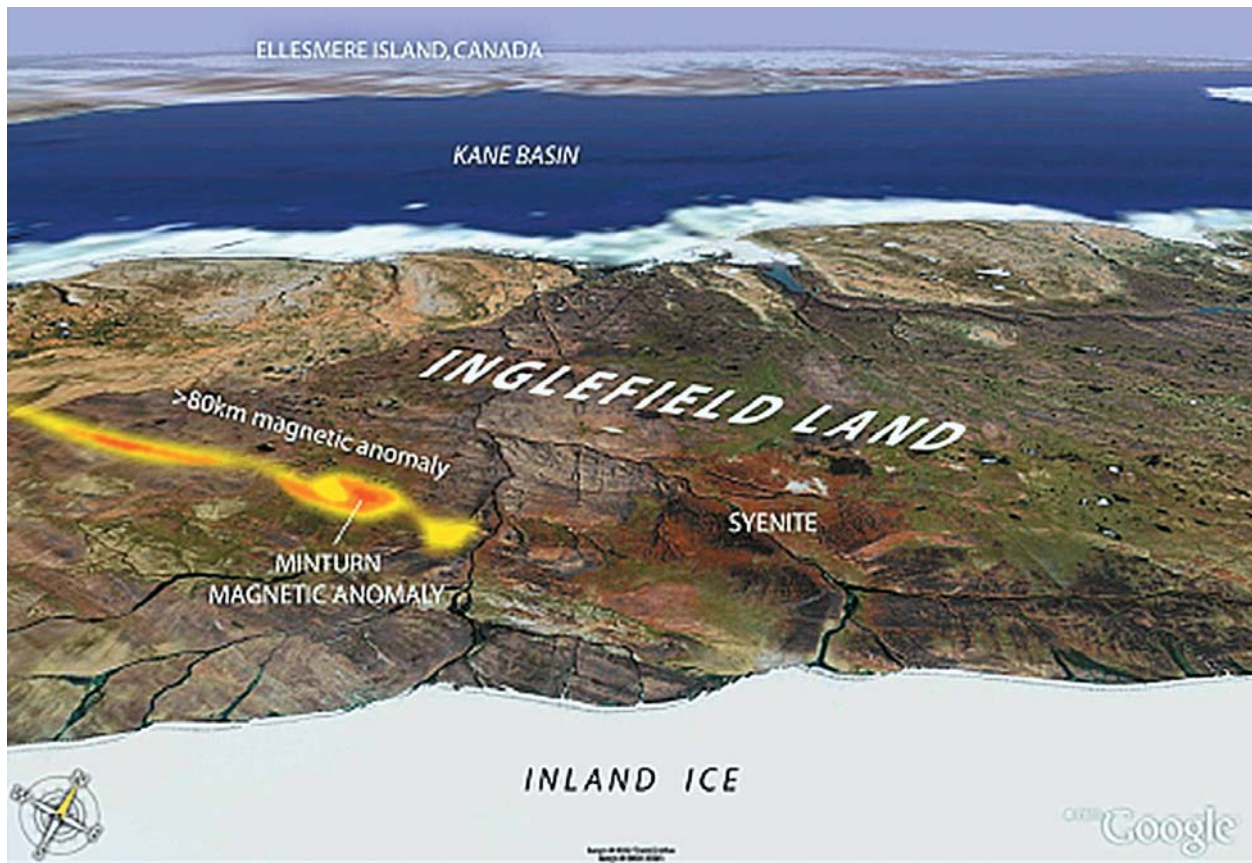 ELLESMERE ISLAND, CANADA
KANE BASIN
INGLEFIELD LAND
>80km magnetic anomaly
SYENITE
MINTURN
MAGNETIC ANOMALY
INLAND ICE
Google